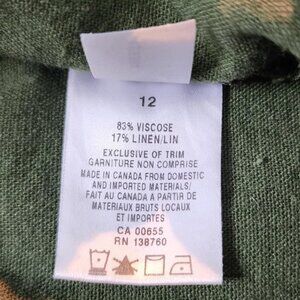 12
83% VISCOSE
17% LINEN/LIN
EXCLUSIVE OF TRIM
GARNITURE NON COMPRISE
MADE IN CANADA FROM DOMESTIC
AND IMPORTED MATERIALS/
FAIT AU CANADA A PARTIR DE
MATERIAUX BRUTS LOCAUX
ET IMPORTES
CA 00655
RN 138760